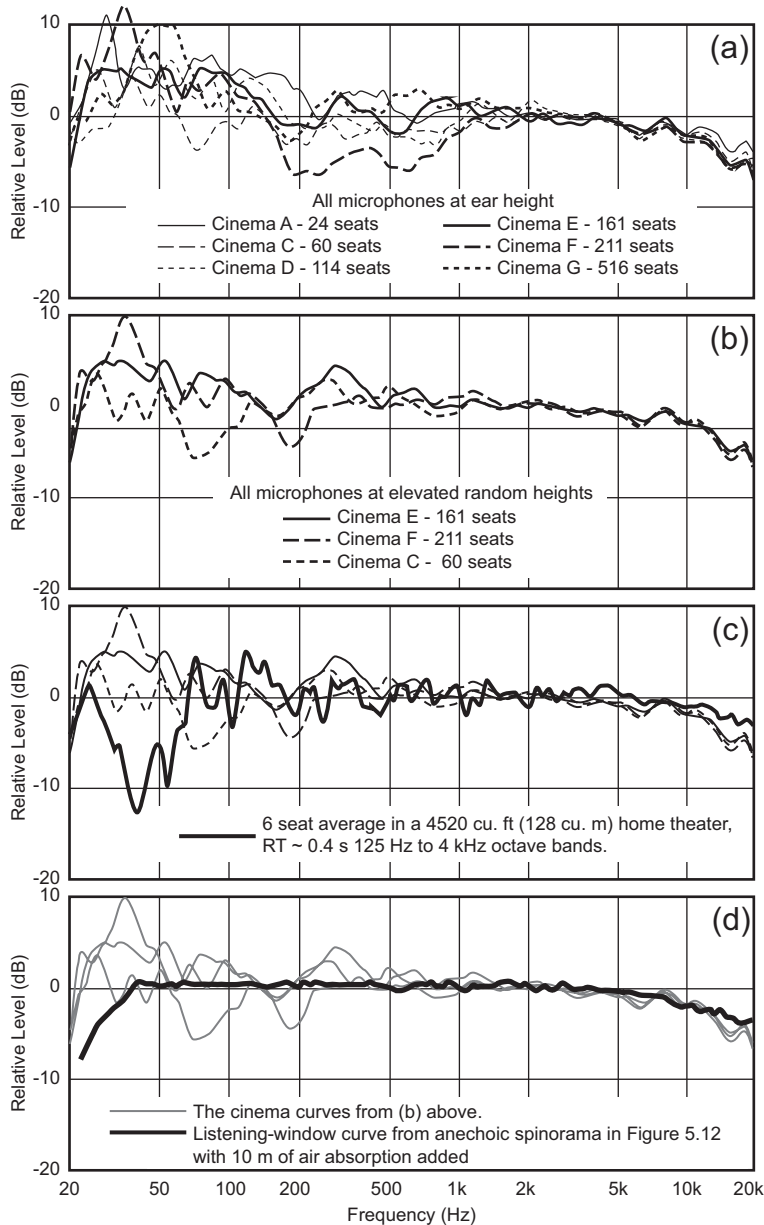 (a)
Relative Level (dB)
10
0
-10
-20
All microphones at ear height
Cinema A - 24 seats
Cinema C - 60 seats
Cinema D - 114 seats
Cinema E - 161 seats
Cinema F - 211 seats
Cinema G - 516 seats
(b)
Relative Level (dB)
10
0
-10
-20
All microphones at elevated random heights
Cinema E - 161 seats
Cinema F - 211 seats
Cinema C - 60 seats
(c)
Relative Level (dB)
10
0
-10
-20
6 seat average in a 4520 cu. ft (128 cu. m) home theater,
RT ~ 0.4 s 125 Hz to 4 kHz octave bands.
(d)
Relative Level (dB)
10
0
-10
-20
The cinema curves from (b) above.
Listening-window curve from anechoic spinorama in Figure 5.12
with 10 m of air absorption added
20 50 100 200 500 1k 2k 5k 10k 20k
Frequency (Hz)